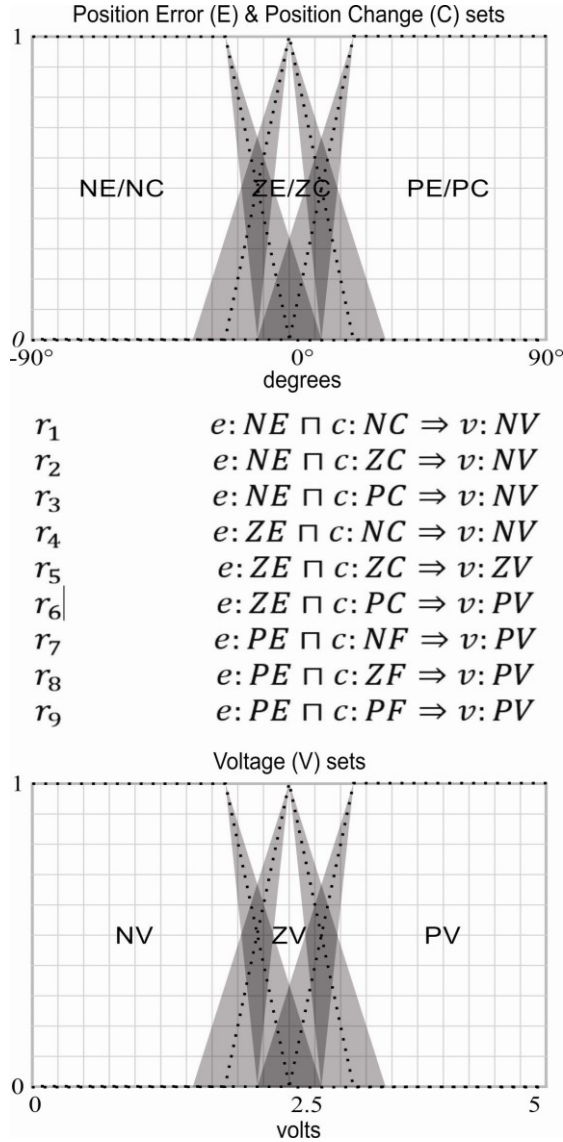 Position Error (E) & Position Change (C) sets
1
NE/NC ZE/ZC PE/PC
0
-90° 0° 90°
degrees
r₁ e: NE ⊓ c: NC ⇒ v: NV
r₂ e: NE ⊓ c: ZC ⇒ v: NV
r₃ e: NE ⊓ c: PC ⇒ v: NV
r₄ e: ZE ⊓ c: NC ⇒ v: NV
r₅ e: ZE ⊓ c: ZC ⇒ v: ZV
r₆ e: ZE ⊓ c: PC ⇒ v: PV
r₇ e: PE ⊓ c: NF ⇒ v: PV
r₈ e: PE ⊓ c: ZF ⇒ v: PV
r₉ e: PE ⊓ c: PF ⇒ v: PV
Voltage (V) sets
1
NV ZV PV
0
0 2.5 5
volts